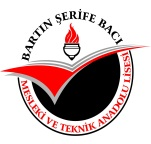 BARTIN ŞERİFE BACI
MESLEKİ VE TEKNİK ANADOLU LİSESİ